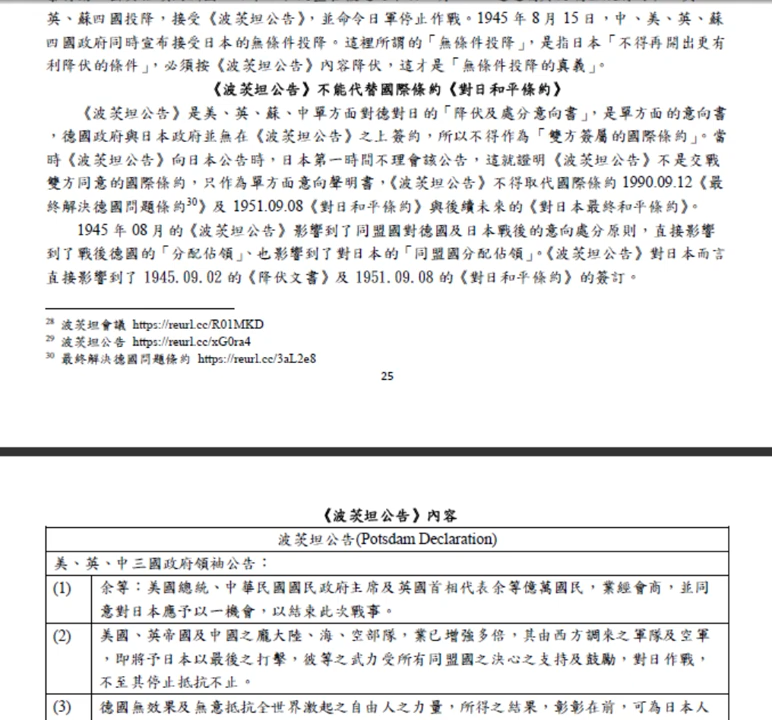 英、蘇四國投降，接受《波茨坦公告》，並命令日軍停止作戰。1945 年 8 月 15 日，中、美、英、蘇
四國政府同時宣布接受日本的無條件投降。這裡所謂的「無條件投降」，是指日本「不得再開出更有
利降伏的條件」，必須按《波茨坦公告》內容降伏，這才是「無條件投降的真義」。
《波茨坦公告》不能代替國際條約《對日和平條約》
《波茨坦公告》是美、英、蘇、中單方面對德對日的「降伏及處分意向書」，是單方面的意向書
，德國政府與日本政府並無在《波茨坦公告》之上簽約，所以不得作為「雙方簽屬的國際條約」。當
時《波茨坦公告》向日本公告時，日本第一時間不理會該公告，這就證明《波茨坦公告》不是交戰
雙方同意的國際條約，只作為單方面意向聲明書，《波茨坦公告》不得取代國際條約 1990.09.12《最
終解決德國問題條約30》及 1951.09.08《對日和平條約》與後續未來的《對日本最終和平條約》。
1945 年 08 月的《波茨坦公告》影響到了同盟國對德國及日本戰後的意向處分原則，直接影響
到了戰後德國的「分配佔領」、也影響到了對日本的「同盟國分配佔領」。《波茨坦公告》對日本而言
直接影響到了 1945.09.02 的《降伏文書》及 1951.09.08 的《對日和平條約》的簽訂。
28 波茨坦會議 https://reurl.cc/R01MKD
29 波茨坦公告 https://reurl.cc/xG0ra4
30 最終解決德國問題條約 https://reurl.cc/3aL2e8
25
《波茨坦公告》內容
波茨坦公告(Potsdam Declaration)
美、英、中三國政府領袖公告：
(1) 余等：美國總統、中華民國國民政府主席及英國首相代表余等億萬國民，業經會商，並同
意對日本應予以一機會，以結束此次戰事。
(2) 美國、英帝國及中國之龐大陸、海、空部隊，業已增強多倍，其由西方調來之軍隊及空軍
，即將予日本以最後之打擊，彼等之武力受所有同盟國之決心之支持及鼓勵，對日作戰，
不至其停止抵抗不止。
(3) 德國無效果及無意抵抗全世界激起之自由人之力量，所得之結果，彰彰在前，可為日本人